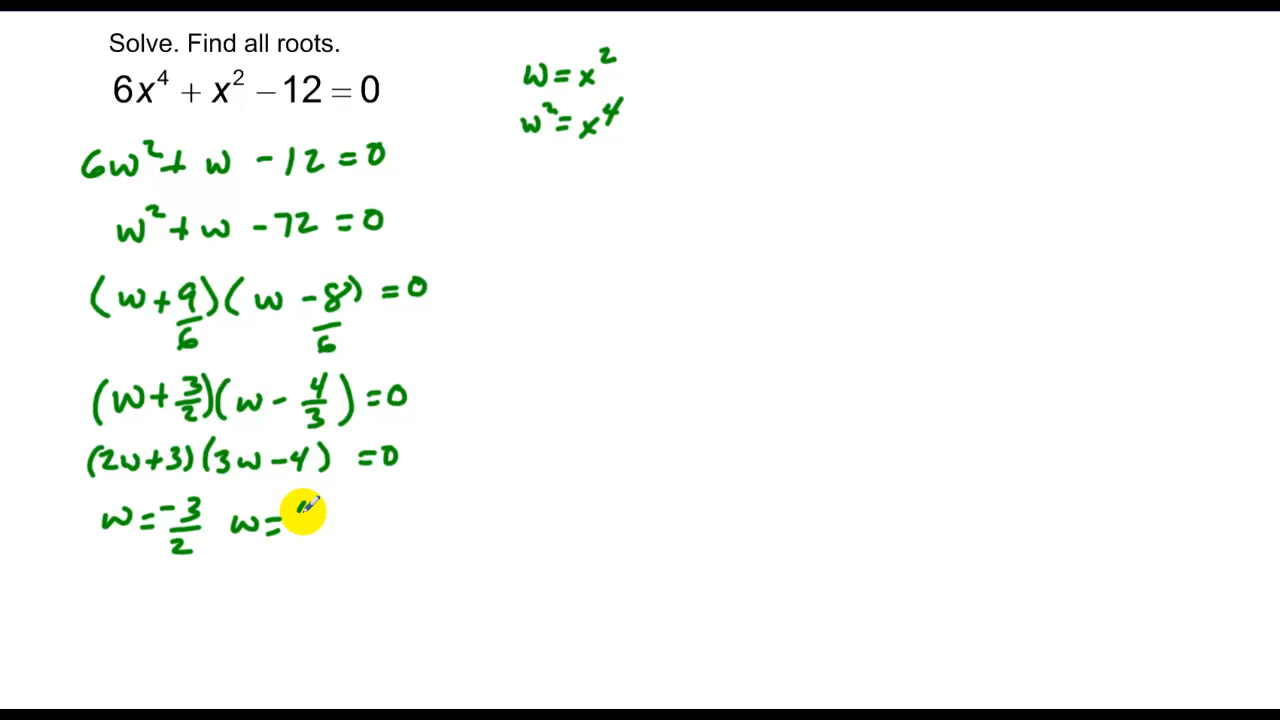 Solve. Find all roots.
6x⁴ + x² − 12 = 0
w = x²
w² = x⁴
6w² + w - 12 = 0
w² + w - 72 = 0
(w + 9/6)(w - 8/6) = 0
(w + 3/2)(w - 4/3) = 0
(2w + 3)(3w - 4) = 0
w = -3/2 w =